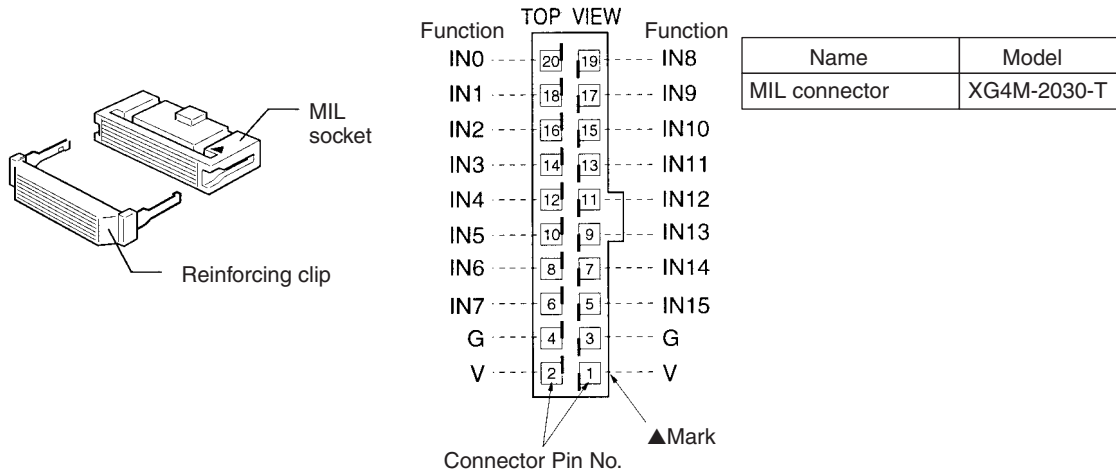 TOP VIEW
Function
Function
IN0 20 19 IN8
IN1 18 17 IN9
IN2 16 15 IN10
IN3 14 13 IN11
IN4 12 11 IN12
IN5 10 9 IN13
IN6 8 7 IN14
IN7 6 5 IN15
G 4 3 G
V 2 1 V
▲Mark
Connector Pin No.
MIL
socket
Reinforcing clip
Name Model
MIL connector XG4M-2030-T